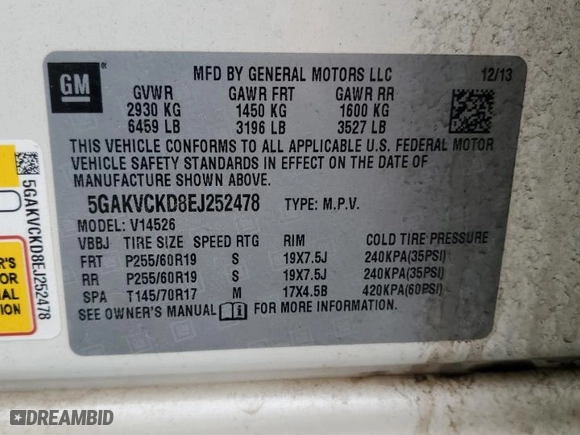 GM
®
MFD BY GENERAL MOTORS LLC 12/13
GVWR GAWR FRT GAWR RR
2930 KG 1450 KG 1600 KG
6459 LB 3196 LB 3527 LB
THIS VEHICLE CONFORMS TO ALL APPLICABLE U.S. FEDERAL MOTOR
VEHICLE SAFETY STANDARDS IN EFFECT ON THE DATE OF
MANUFACTURE SHOWN ABOVE.
5GAKVCKD8EJ252478 TYPE: M.P.V.
MODEL: V14526
VBBJ TIRE SIZE SPEED RTG RIM COLD TIRE PRESSURE
FRT P255/60R19 S 19X7.5J 240KPA(35PSI)
RR P255/60R19 S 19X7.5J 240KPA(35PSI)
SPA T145/70R17 M 17X4.5B 420KPA(60PSI)
SEE OWNER'S MANUAL FOR MORE INFORMATION.
5GAKVCKD8EJ252478
ER'S
OR
NAL
TION
DREAMBID